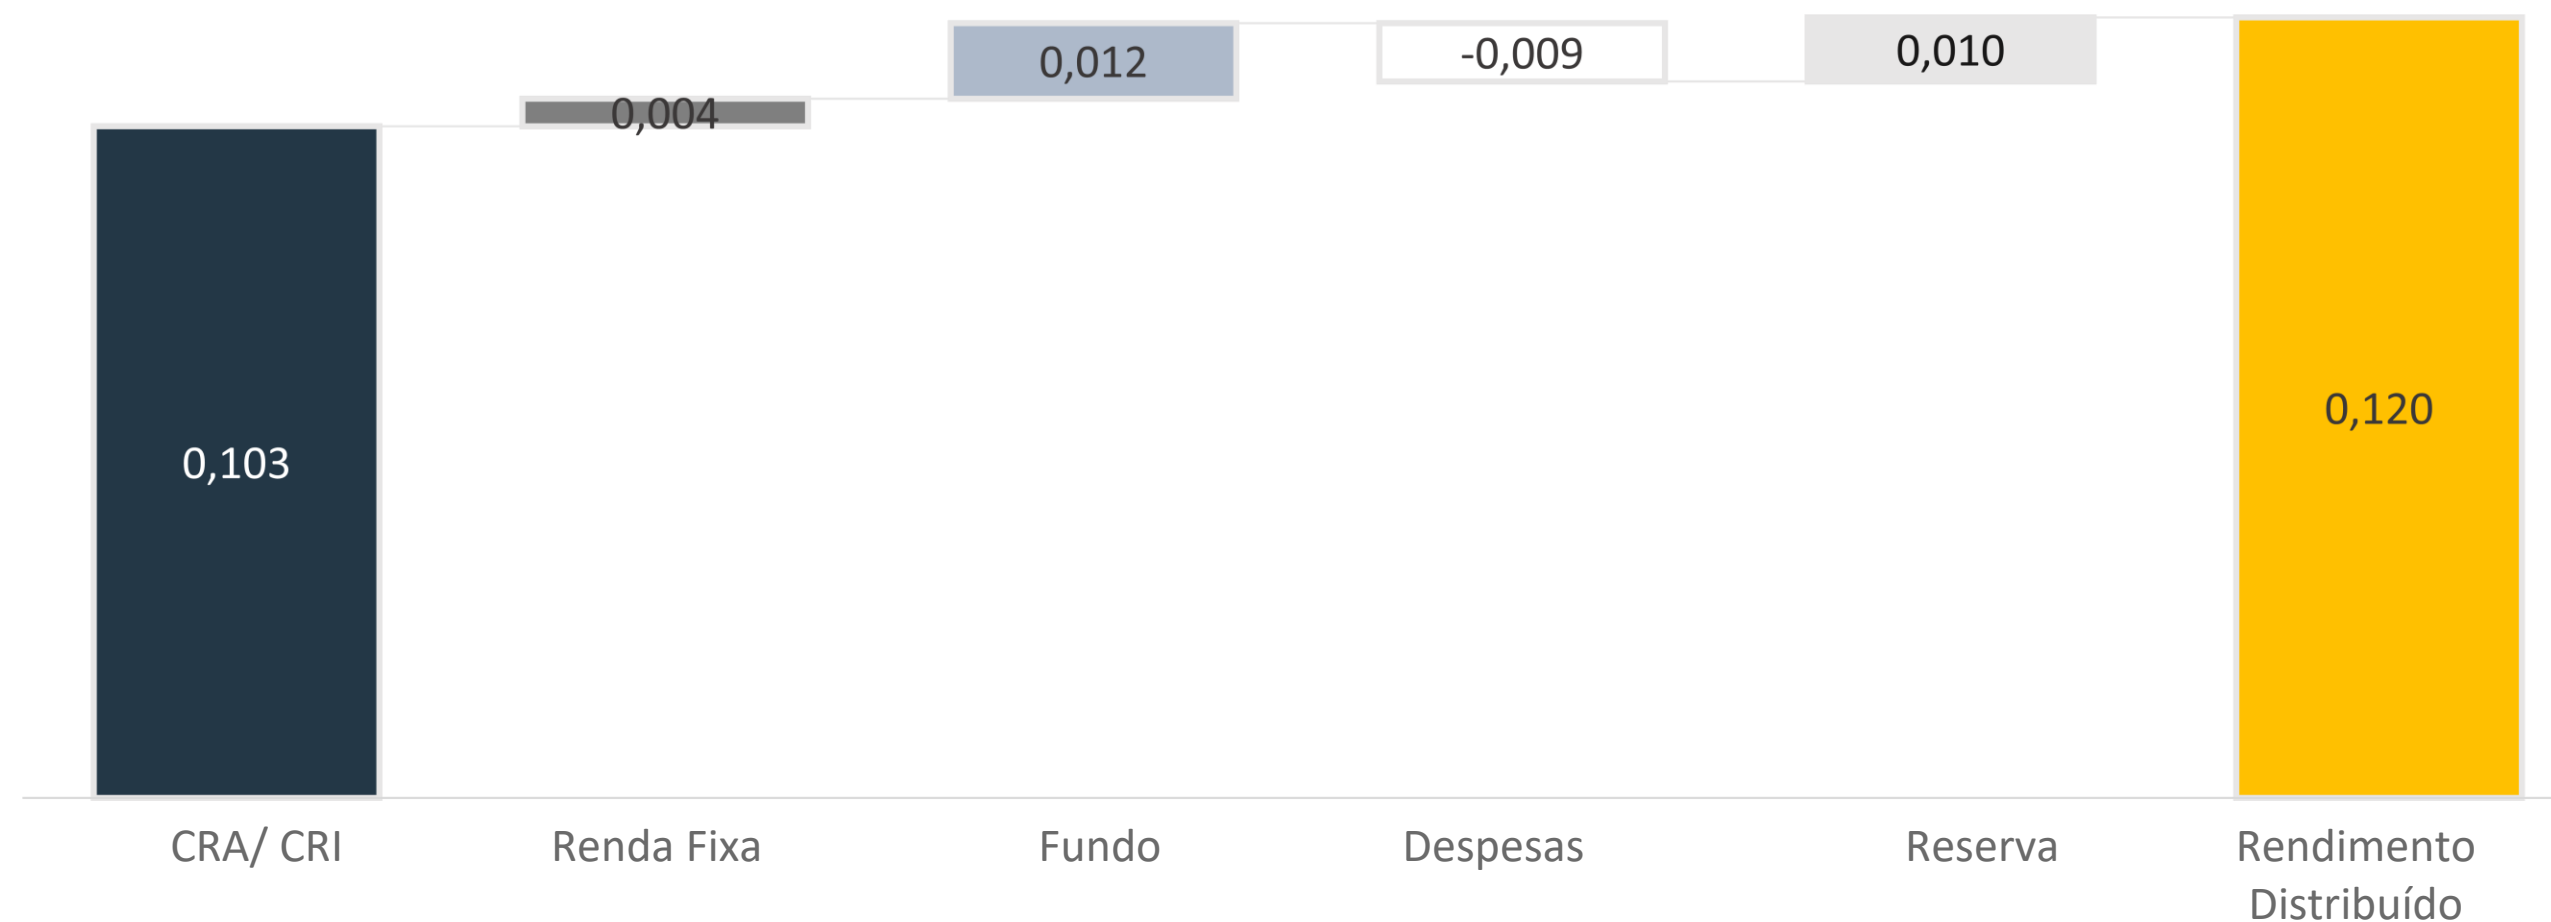 0,103
0,004
0,012
-0,009
0,010
0,120
CRA/ CRI
Renda Fixa
Fundo
Despesas
Reserva
Rendimento
Distribuído